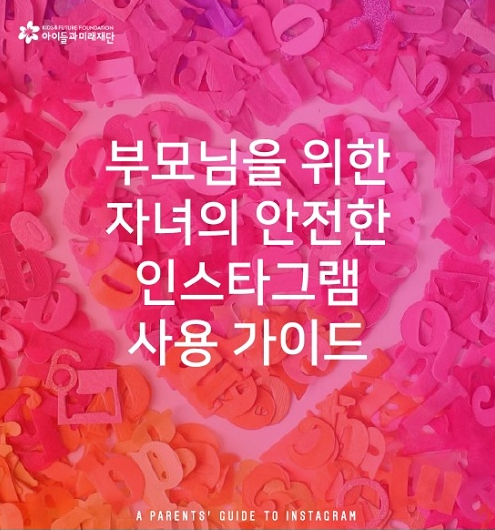 KIDS & FUTURE FOUNDATION
아이들과미래재단
부모님을 위한
자녀의 안전한
인스타그램
사용 가이드
A PARENTS' GUIDE TO INSTAGRAM